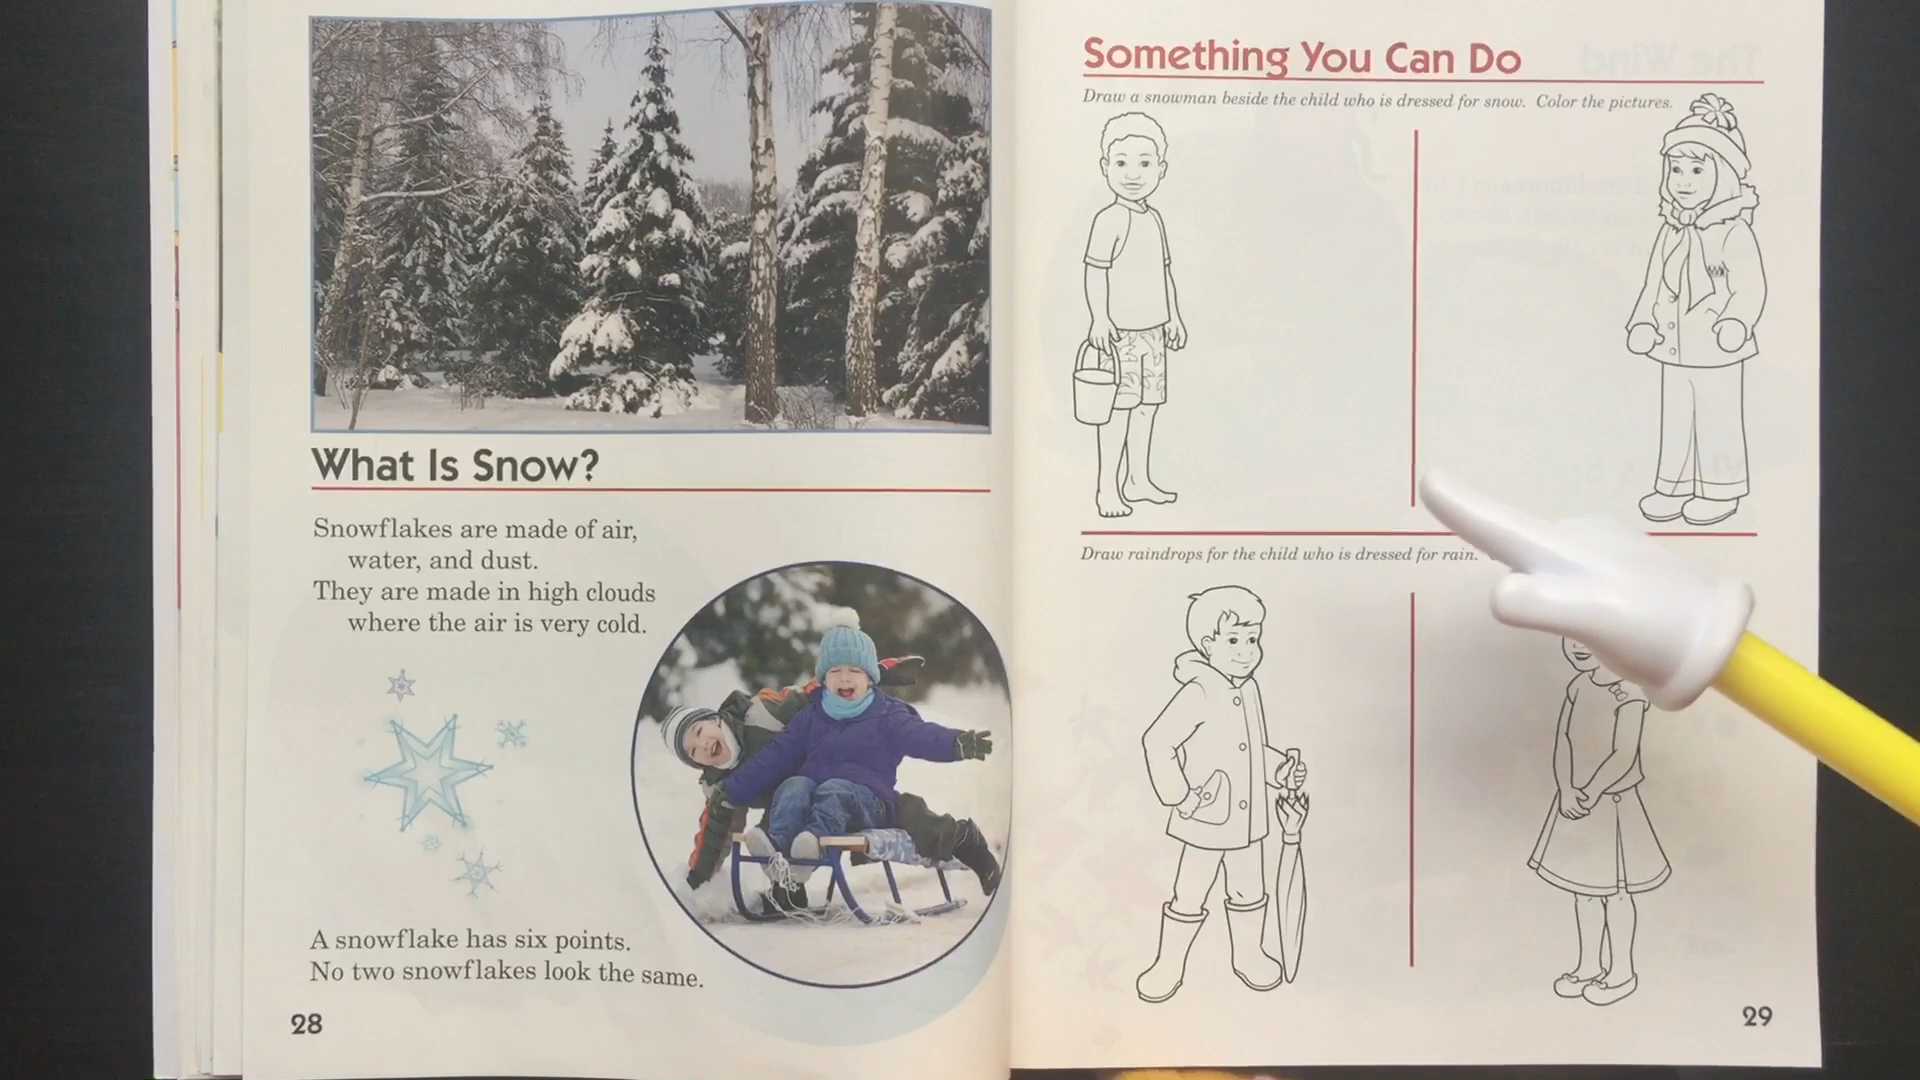 What Is Snow?
Snowflakes are made of air,
water, and dust.
They are made in high clouds
where the air is very cold.
A snowflake has six points.
No two snowflakes look the same.
28
Something You Can Do
Draw a snowman beside the child who is dressed for snow. Color the pictures.
Draw raindrops for the child who is dressed for rain.
29